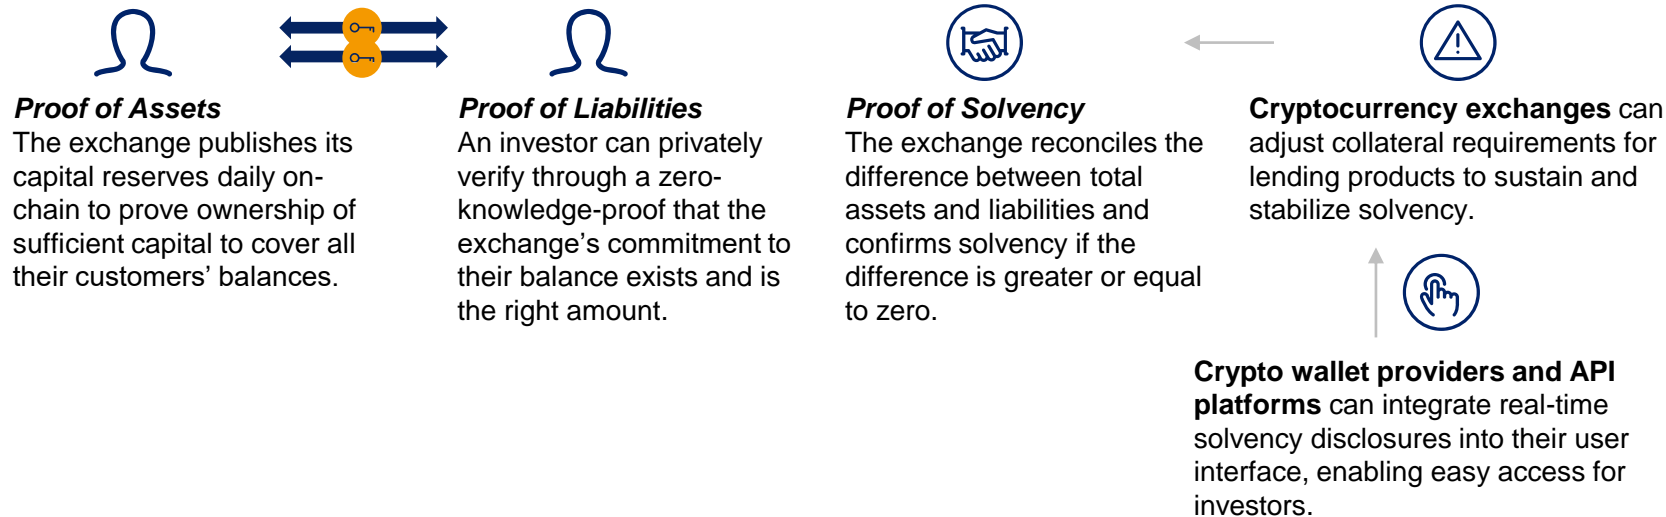 Proof of Assets
The exchange publishes its
capital reserves daily on-
chain to prove ownership of
sufficient capital to cover all
their customers’ balances.
Proof of Liabilities
An investor can privately
verify through a zero-
knowledge-proof that the
exchange’s commitment to
their balance exists and is
the right amount.
Proof of Solvency
The exchange reconciles the
difference between total
assets and liabilities and
confirms solvency if the
difference is greater or equal
to zero.
Cryptocurrency exchanges can
adjust collateral requirements for
lending products to sustain and
stabilize solvency.
Crypto wallet providers and API
platforms can integrate real-time
solvency disclosures into their user
interface, enabling easy access for
investors.